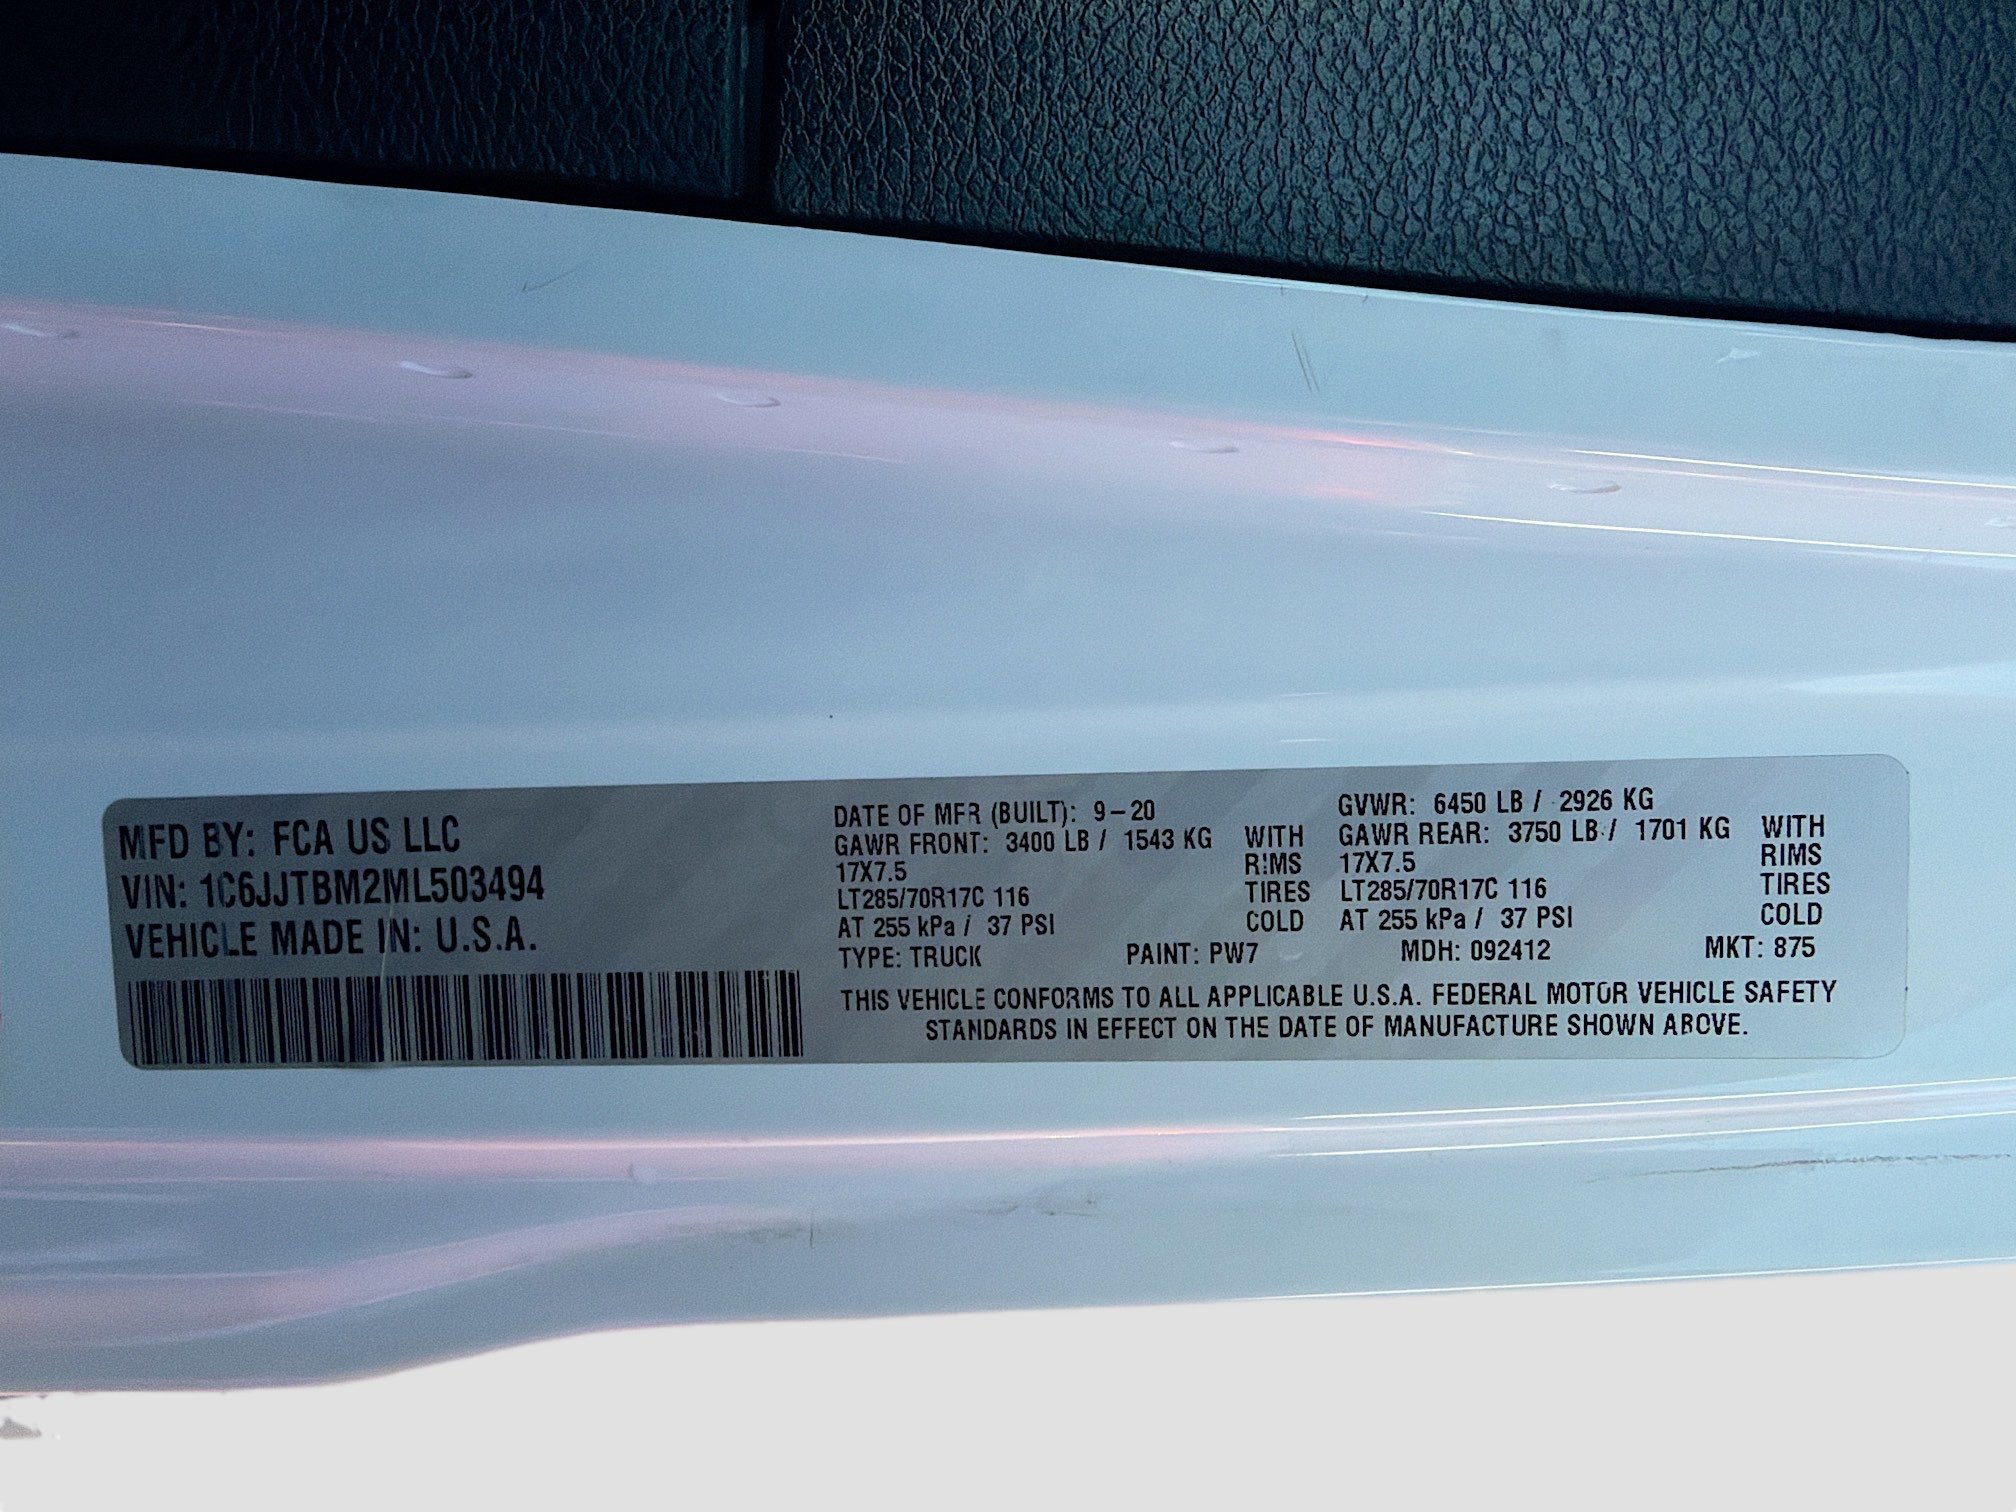 MFD BY: FCA US LLC
VIN: 1C6JJTBM2ML503494
VEHICLE MADE IN: U.S.A.
DATE OF MFR (BUILT): 9-20 GVWR: 6450 LB / 2926 KG
GAWR FRONT: 3400 LB / 1543 KG WITH GAWR REAR: 3750 LB / 1701 KG WITH
17X7.5 RIMS 17X7.5 RIMS
LT285/70R17C 116 TIRES LT285/70R17C 116 TIRES
AT 255 kPa / 37 PSI COLD AT 255 kPa / 37 PSI COLD
TYPE: TRUCK PAINT: PW7 MDH: 092412 MKT: 875
THIS VEHICLE CONFORMS TO ALL APPLICABLE U.S.A. FEDERAL MOTOR VEHICLE SAFETY
STANDARDS IN EFFECT ON THE DATE OF MANUFACTURE SHOWN ABOVE.